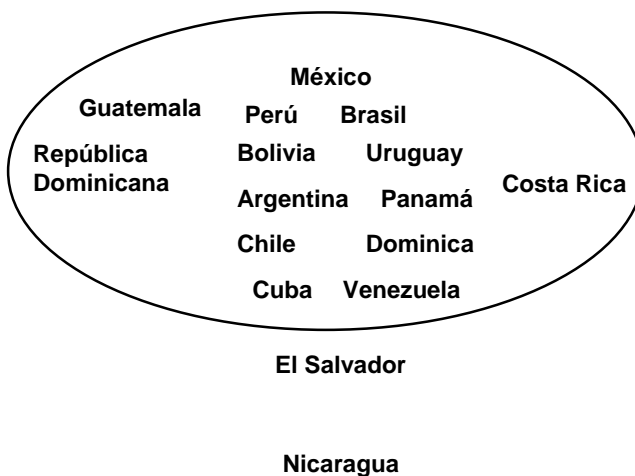 México
Guatemala
Perú Brasil
República
Dominicana
Bolivia Uruguay
Costa Rica
Argentina Panamá
Chile Dominica
Cuba Venezuela
El Salvador
Nicaragua